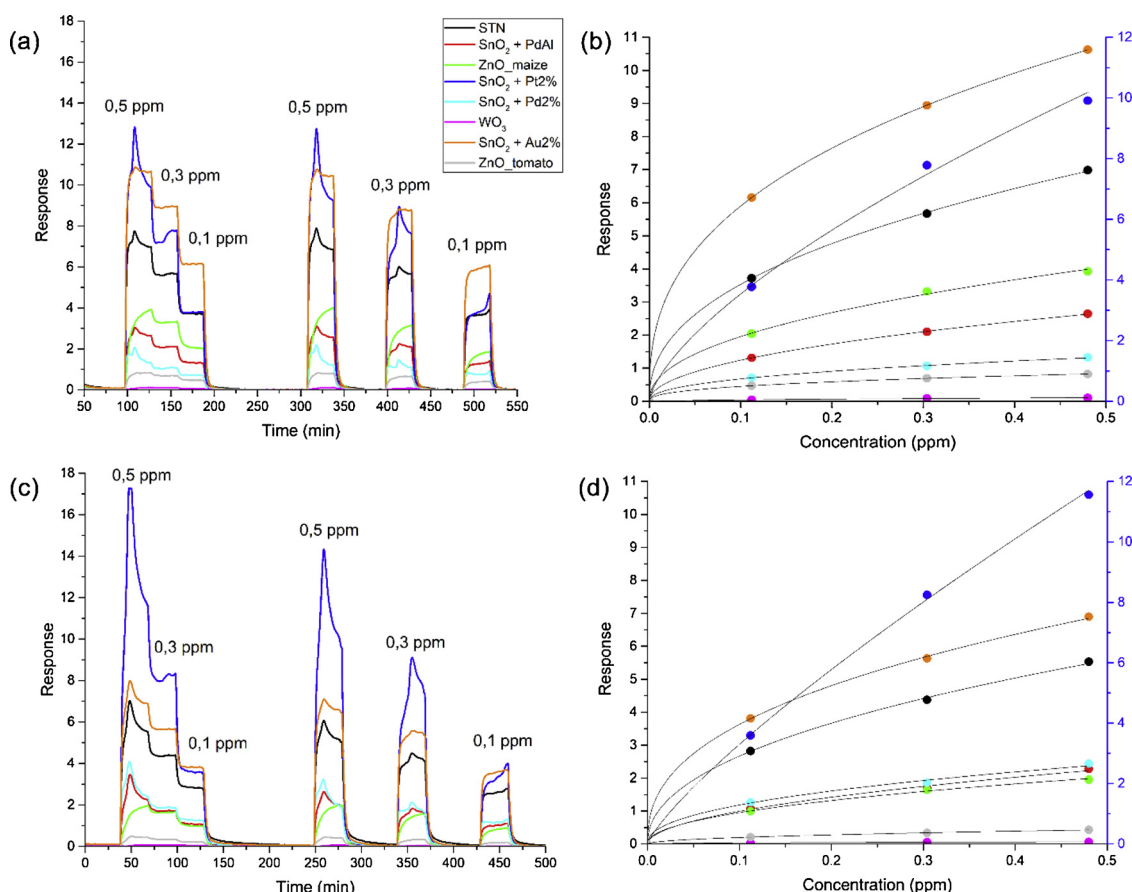 (a)
18
16
14
12
10
8
6
4
2
0
Response
50 100 150 200 250 300 350 400 450 500 550
Time (min)
0,5 ppm
0,3 ppm
0,1 ppm
0,5 ppm
0,3 ppm
0,1 ppm
STN
SnO2 + PdAl
ZnO_maize
SnO2 + Pt2%
SnO2 + Pd2%
WO3
SnO2 + Au2%
ZnO_tomato
(b)
11
10
9
8
7
6
5
4
3
2
1
0
Response
0.0 0.1 0.2 0.3 0.4 0.5
Concentration (ppm)
12
10
8
6
4
2
0
(c)
18
16
14
12
10
8
6
4
2
0
Response
0 50 100 150 200 250 300 350 400 450 500
Time (min)
0,5 ppm
0,3 ppm
0,1 ppm
0,5 ppm
0,3 ppm
0,1 ppm
(d)
11
10
9
8
7
6
5
4
3
2
1
0
Response
0.0 0.1 0.2 0.3 0.4 0.5
Concentration (ppm)
12
10
8
6
4
2
0